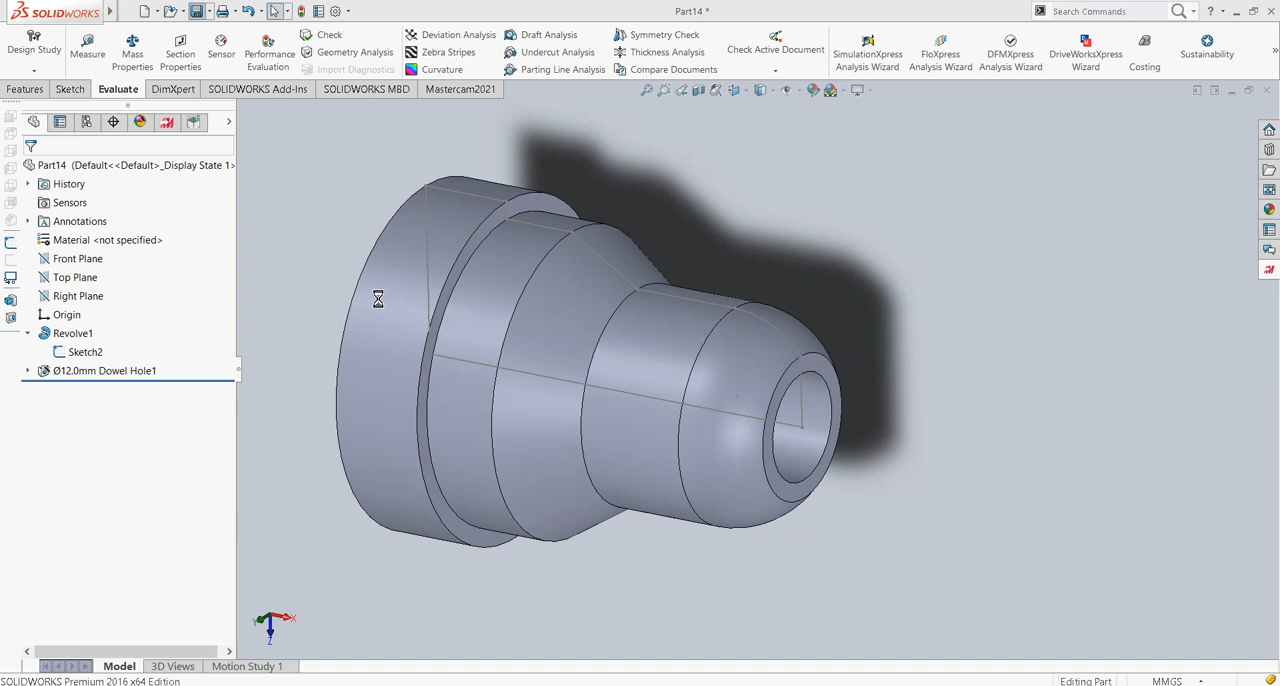 SOLIDWORKS
Part14 *
Search Commands
Design Study
Measure
Mass Properties
Section Properties
Sensor
Performance Evaluation
Check
Geometry Analysis
Import Diagnostics
Deviation Analysis
Zebra Stripes
Curvature
Draft Analysis
Undercut Analysis
Parting Line Analysis
Symmetry Check
Thickness Analysis
Compare Documents
Check Active Document
SimulationXpress Analysis Wizard
FloXpress Analysis Wizard
DFMXpress Analysis Wizard
DriveWorksXpress Wizard
Costing
Sustainability
Features Sketch Evaluate DimXpert SOLIDWORKS Add-Ins SOLIDWORKS MBD Mastercam2021
Part14 (Default<<Default>_Display State 1>
History
Sensors
Annotations
Material <not specified>
Front Plane
Top Plane
Right Plane
Origin
Revolve1
Sketch2
Ø12.0mm Dowel Hole1
X
Y
Z
Model 3D Views Motion Study 1
SOLIDWORKS Premium 2016 x64 Edition
Editing Part
MMGS